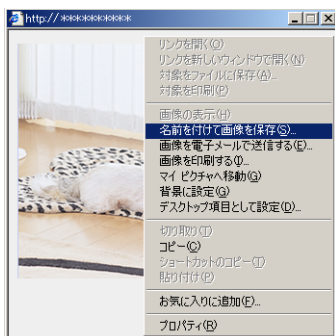 http://***********
リンクを開く(O)
リンクを新しいウィンドウで開く(N)
対象をファイルに保存(A)...
対象を印刷(P)
画像の表示(H)
名前を付けて画像を保存(S)...
画像を電子メールで送信する(E)...
画像を印刷する(I)...
マイ ピクチャへ移動(G)
背景に設定(G)
デスクトップ項目として設定(D)...
切り取り(T)
コピー(C)
ショートカットのコピー(T)
貼り付け(P)
お気に入りに追加(F)...
プロパティ(R)